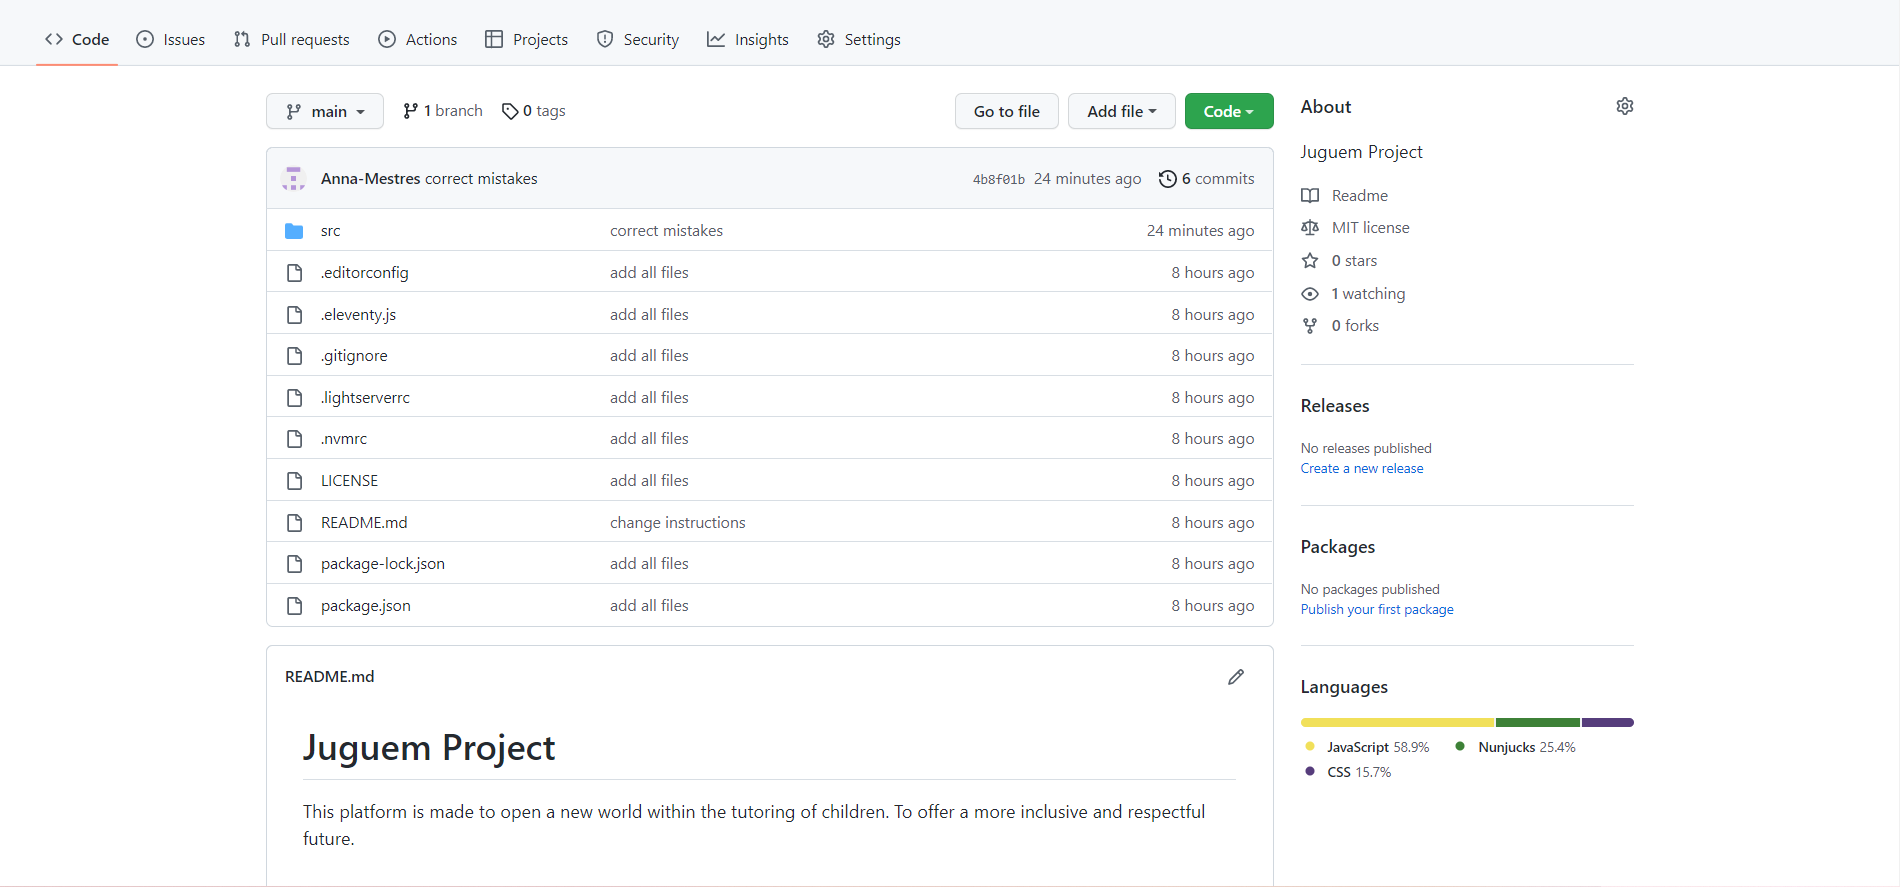 Code Issues Pull requests Actions Projects Security Insights Settings
main 1 branch 0 tags Go to file Add file Code
Anna-Mestres correct mistakes 4b8f01b 24 minutes ago 6 commits
src correct mistakes 24 minutes ago
.editorconfig add all files 8 hours ago
.eleventy.js add all files 8 hours ago
.gitignore add all files 8 hours ago
.lightserverrc add all files 8 hours ago
.nvmrc add all files 8 hours ago
LICENSE add all files 8 hours ago
README.md change instructions 8 hours ago
package-lock.json add all files 8 hours ago
package.json add all files 8 hours ago
README.md
Juguem Project
This platform is made to open a new world within the tutoring of children. To offer a more inclusive and respectful
future.
About
Juguem Project
Readme
MIT license
0 stars
1 watching
0 forks
Releases
No releases published
Create a new release
Packages
No packages published
Publish your first package
Languages
JavaScript 58.9% Nunjucks 25.4%
CSS 15.7%